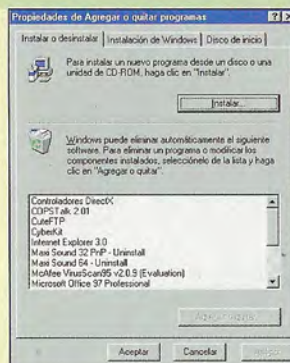 Propiedades de Agregar o quitar programas
Instalar o desinstalar
Instalación de Windows
Disco de inicio
Para instalar un nuevo programa desde un disco o una
unidad de CD-ROM, haga clic en "Instalar".
Instalar...
Windows puede eliminar automáticamente el siguiente
software. Para eliminar un programa o modificar los
componentes instalados, selecciónelo de la lista y haga
clic en "Agregar o quitar".
Controladores DirectX
COPSTalk 2.01
CuteFTP
CyberKit
Internet Explorer 3.0
Maxi Sound 32 PnP - Uninstall
Maxi Sound 64 - Uninstall
McAfee VirusScan95 v2.0.9 (Evaluation)
Microsoft Office 97 Professional
Aceptar
Cancelar